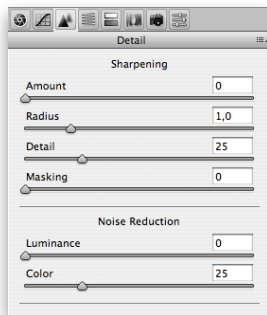 Detail
Sharpening
Amount 0
Radius 1,0
Detail 25
Masking 0
Noise Reduction
Luminance 0
Color 25